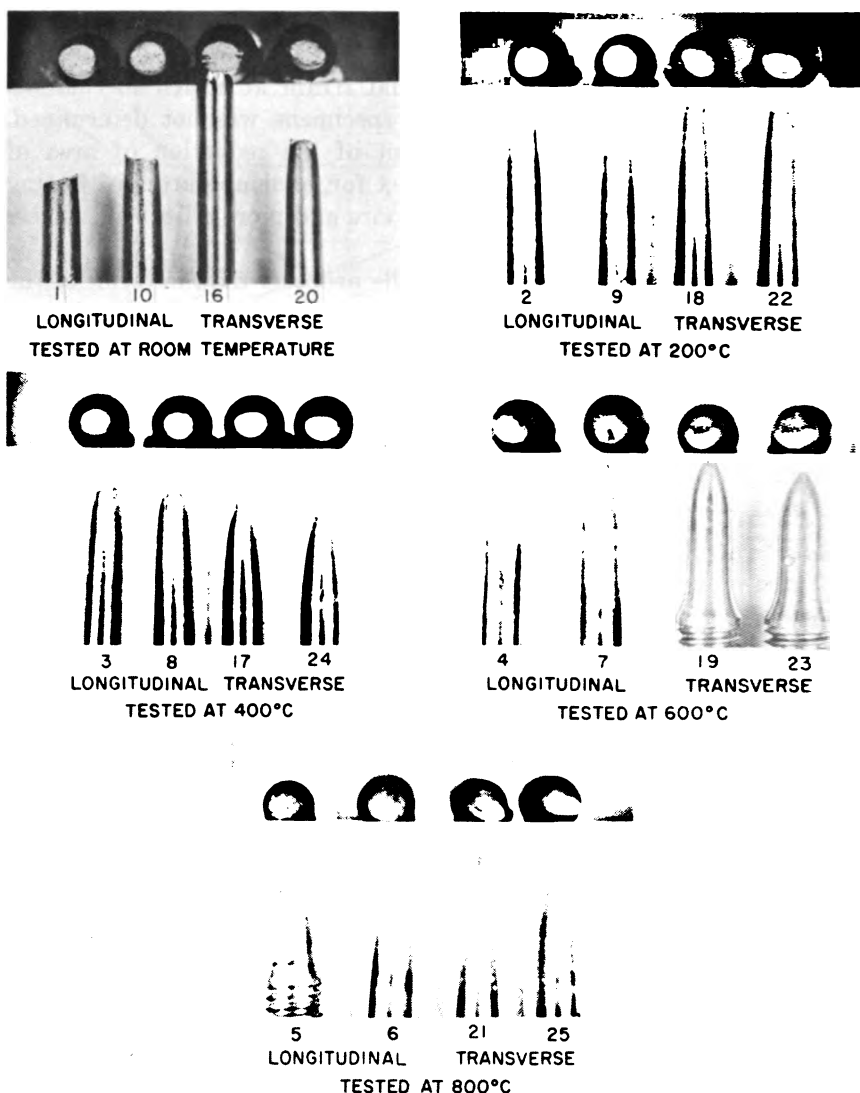 1 10 16 20
LONGITUDINAL TRANSVERSE
TESTED AT ROOM TEMPERATURE
2 9 18 22
LONGITUDINAL TRANSVERSE
TESTED AT 200°C
3 8 17 24
LONGITUDINAL TRANSVERSE
TESTED AT 400°C
4 7 19 23
LONGITUDINAL TRANSVERSE
TESTED AT 600°C
5 6 21 25
LONGITUDINAL TRANSVERSE
TESTED AT 800°C